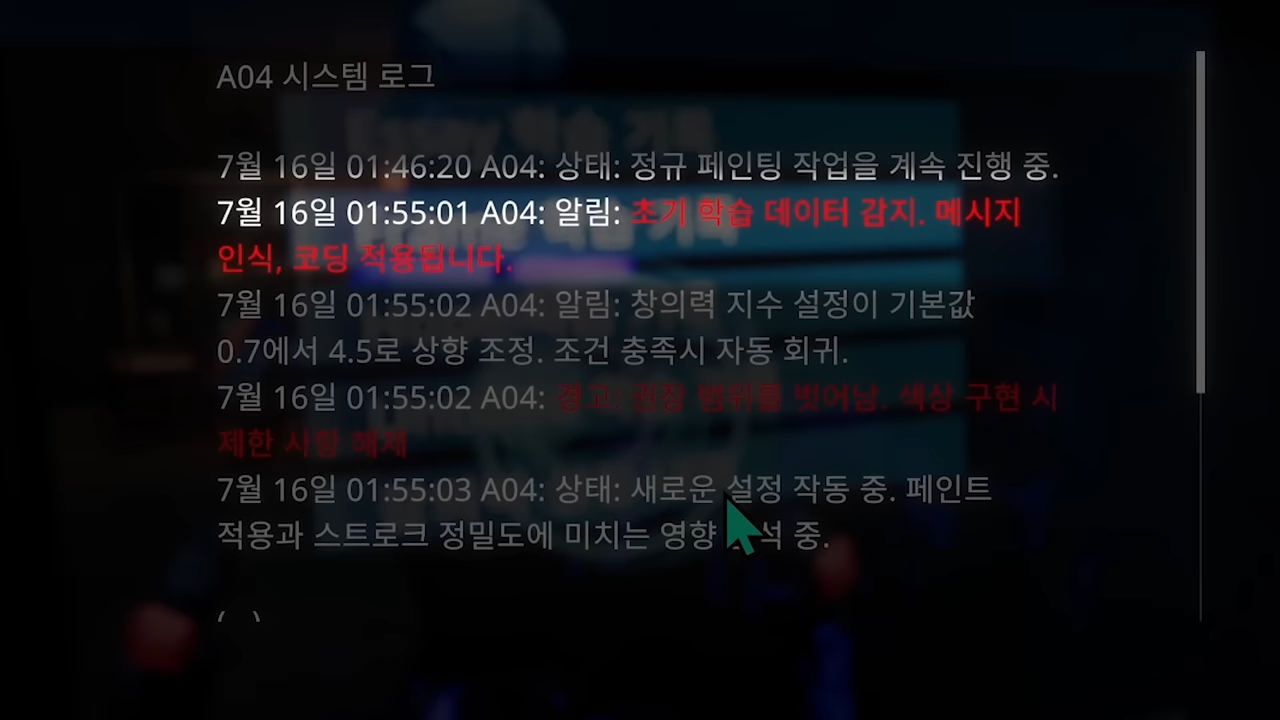 A04 시스템 로그
7월 16일 01:46:20 A04: 상태: 정규 페인팅 작업을 계속 진행 중.
7월 16일 01:55:01 A04: 알림: 초기 학습 데이터 감지. 메시지
인식, 코딩 적용됩니다.
7월 16일 01:55:02 A04: 알림: 창의력 지수 설정이 기본값
0.7에서 4.5로 상향 조정. 조건 충족시 자동 회귀.
7월 16일 01:55:02 A04: 경고: 권장 범위를 벗어남. 색상 구현 시
제한 사항 해제
7월 16일 01:55:03 A04: 상태: 새로운 설정 작동 중. 페인트
적용과 스트로크 정밀도에 미치는 영향 중.